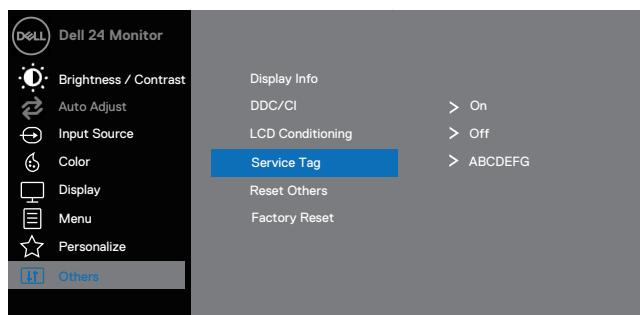 DELL Dell 24 Monitor
Brightness / Contrast
Auto Adjust
Input Source
Color
Display
Menu
Personalize
Others
Display Info
DDC/CI > On
LCD Conditioning > Off
Service Tag > ABCDEFG
Reset Others
Factory Reset